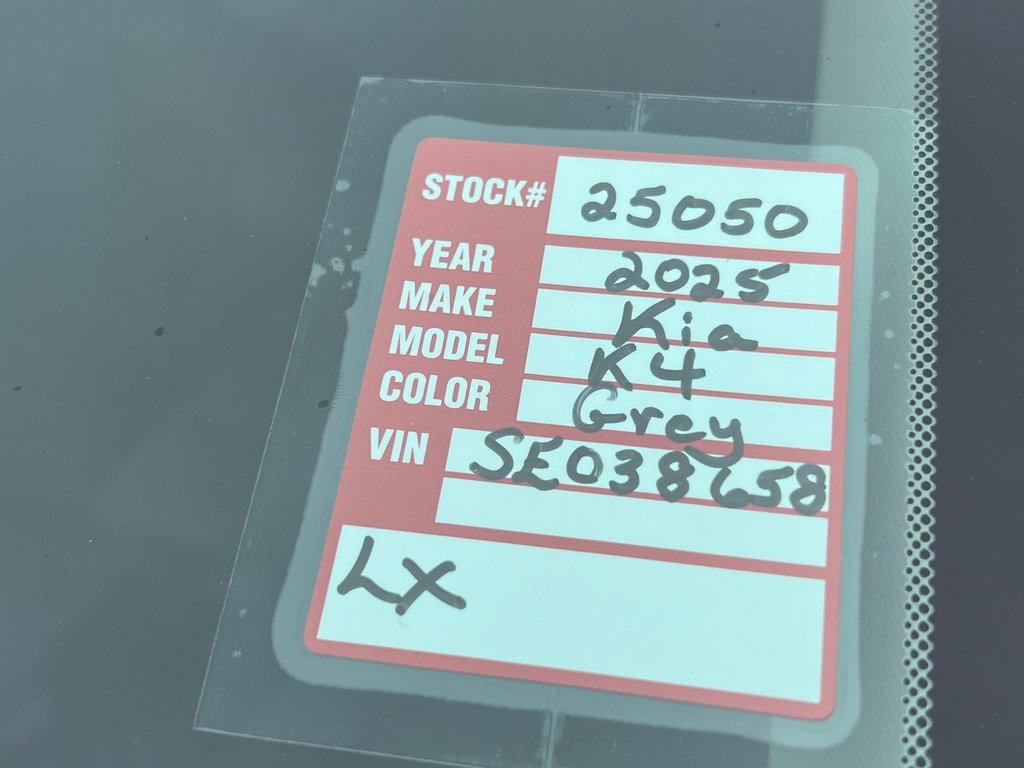 STOCK# 25050
YEAR 2025
MAKE Kia
MODEL K4
COLOR Grey
VIN SE038658
LX